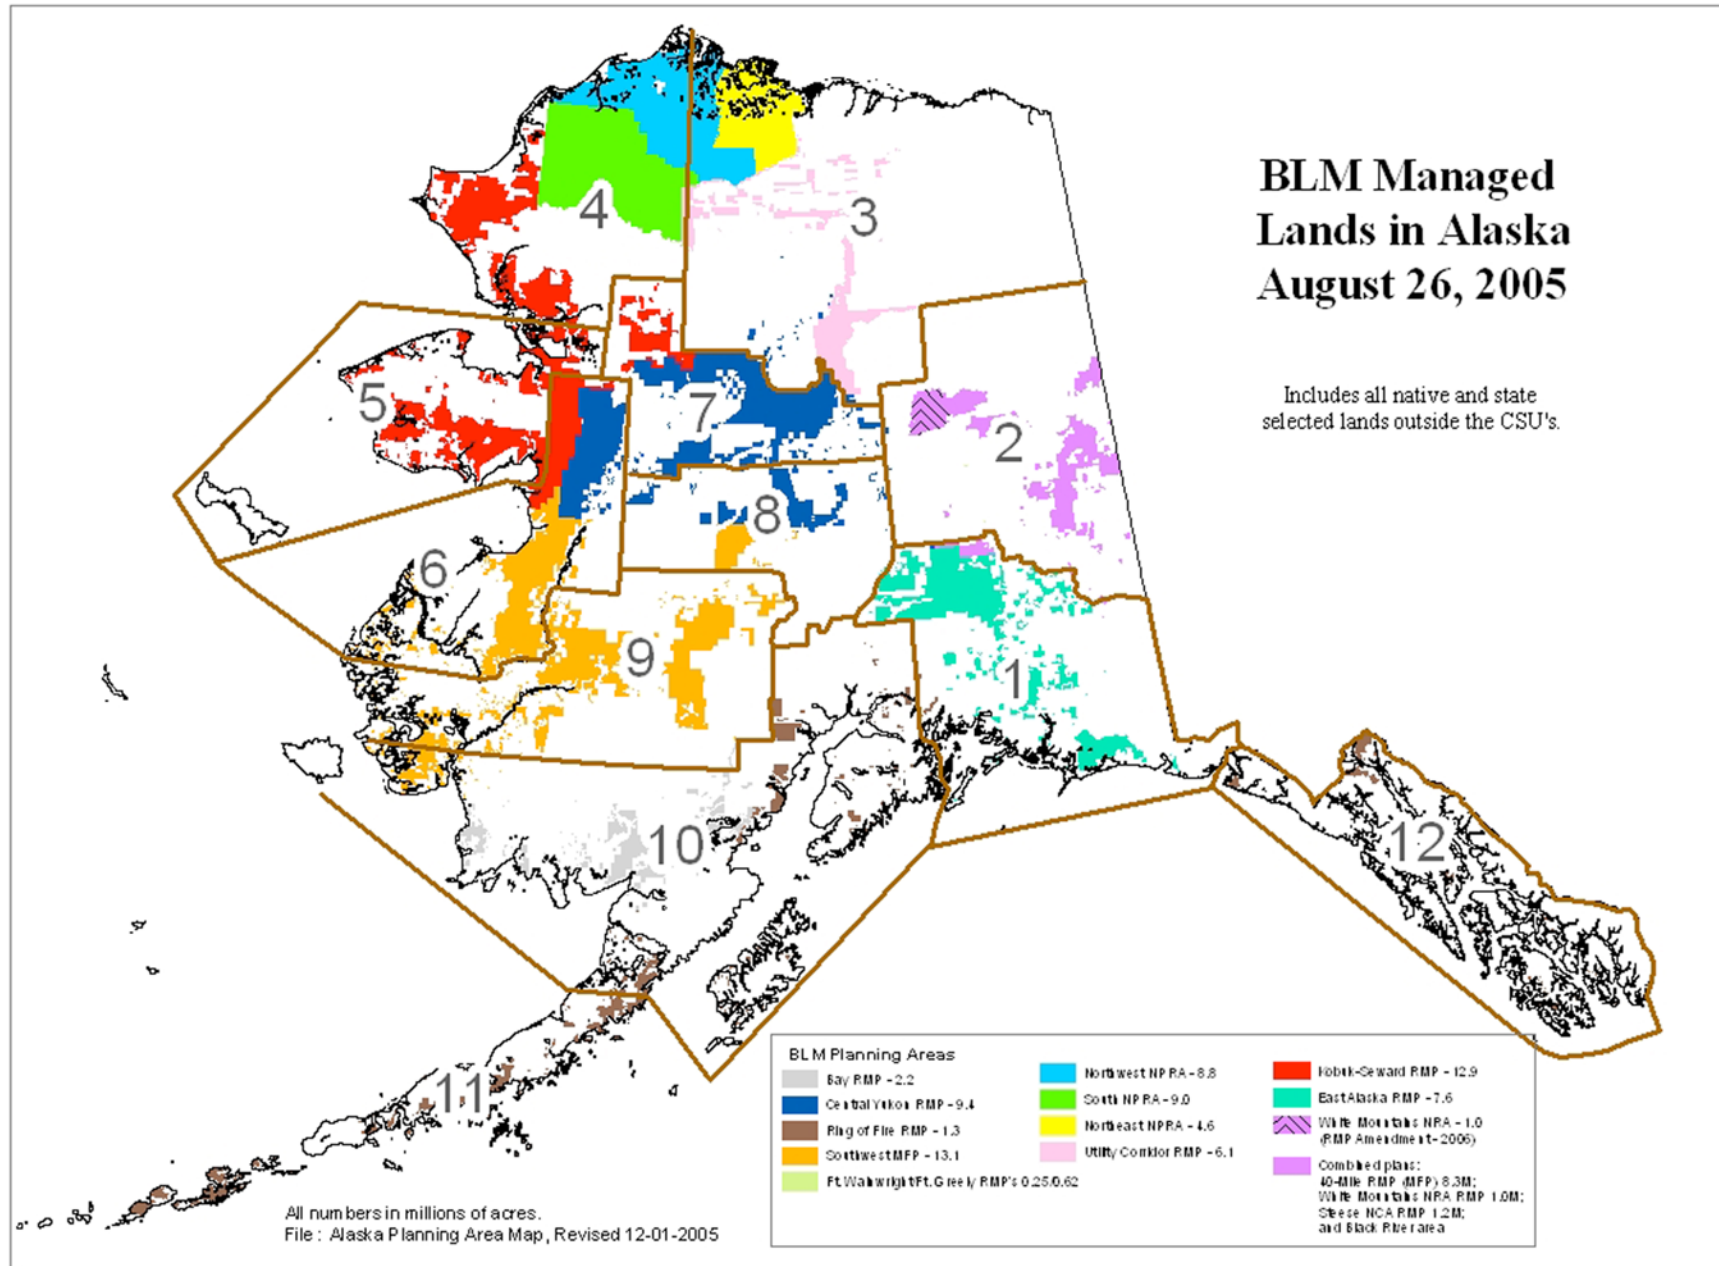 BLM Managed
Lands in Alaska
August 26, 2005
Includes all native and state
selected lands outside the CSU's.
4
3
5
7
2
8
6
9
1
10
12
11
BLM Planning Areas
Bay RMP - 2.2
Central Yukon RMP - 9.4
Ring of Fire RMP - 1.3
Southwest MFP - 13.1
Ft. Wainwright Ft. Greely RMP's 0.25/0.62
Northwest NPRA - 8.8
South NPRA - 9.0
Northeast NPRA - 4.6
Utility Corridor RMP - 6.1
Kobuk-Seward RMP - 12.9
East Alaska RMP - 7.6
White Mountains NRA - 1.0
(RMP Amendment - 2006)
Combined plans:
40-Mile RMP (MFP) 8.3M;
White Mountains NRA RMP 1.0M;
Steese NCA RMP 1.2M;
and Black River area
All numbers in millions of acres.
File : Alaska Planning Area Map, Revised 12-01-2005